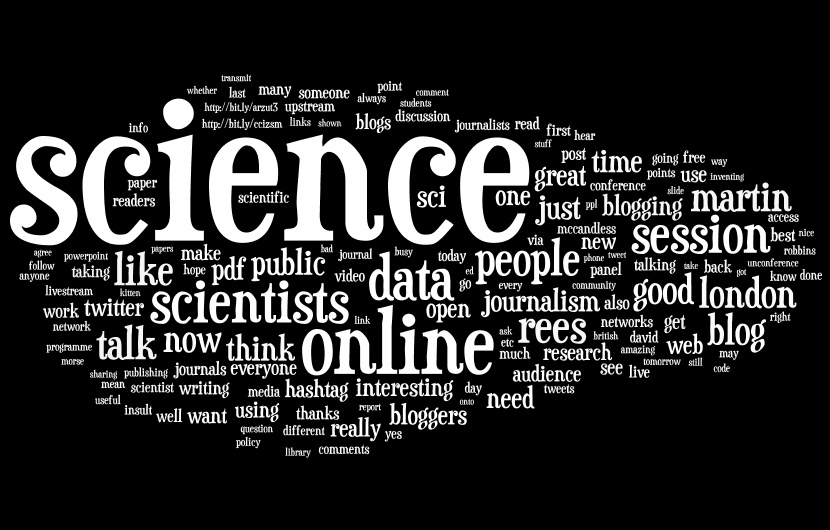 transmit
whether last many someone point comment
http://bit.ly/arzut3 upstream always students
info http://bit.ly/ccizsm links shown blogs discussion journalists read first hear
science
stuff
paper post time going free way
readers scientific sci one great conference points use inventing
slide
just ppl blogging martin
access
mccandless session best nice
agree powerpoint papers make bad journal busy today via new robbins
follow taking like hope pdf public video data ed people phone tweet panel talking take back got unconference
anyone go every community know done
livestream kitten scientists open journalism also good london
work twitter link right
network talk now think online ask rees networks get blog
etc british david web
programme much research amazing tomorrow still may
morse journals everyone code
sharing publishing audience see live
mean scientist writing media hashtag interesting day tweets
useful onto need
insult well want using thanks report bloggers
question different really yes
policy
library comments